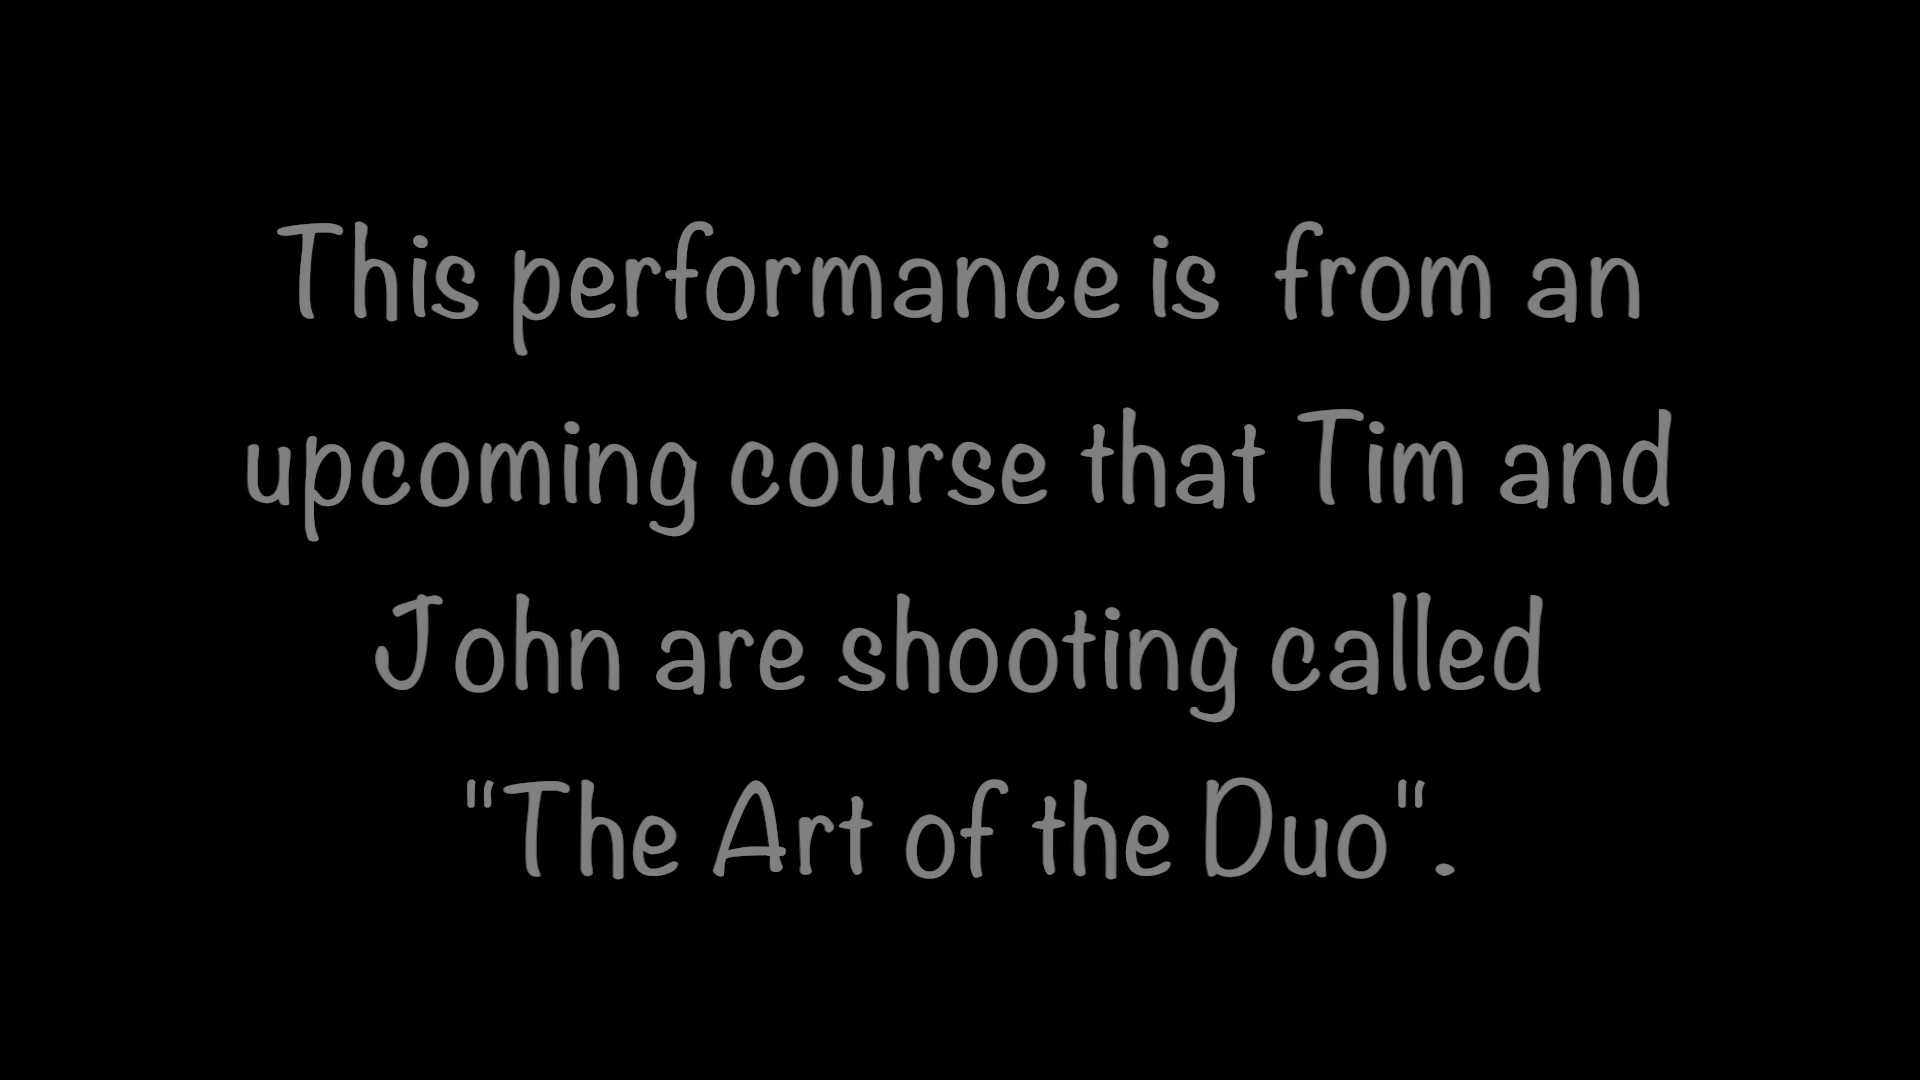 This performance is  from an
upcoming course that Tim and
John are shooting called
"The Art of the Duo".